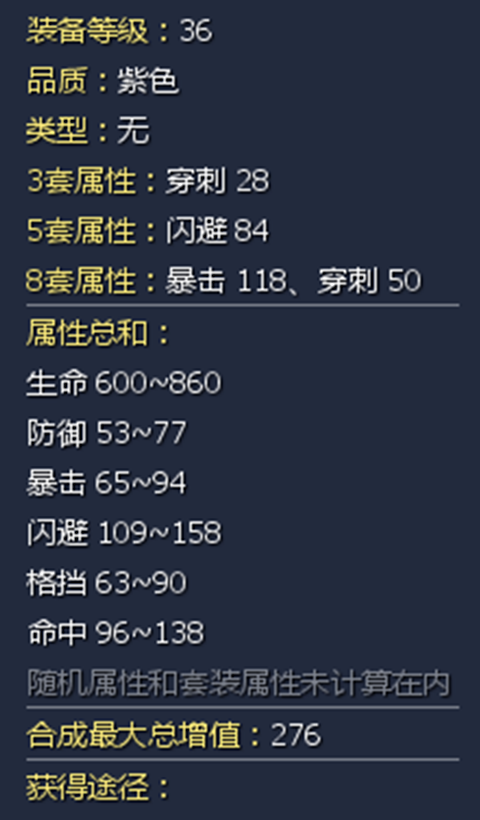 装备等级：36
品质：紫色
类型：无
3套属性：穿刺 28
5套属性：闪避 84
8套属性：暴击 118、穿刺 50
属性总和：
生命 600~860
防御 53~77
暴击 65~94
闪避 109~158
格挡 63~90
命中 96~138
随机属性和套装属性未计算在内
合成最大总增值：276
获得途径：